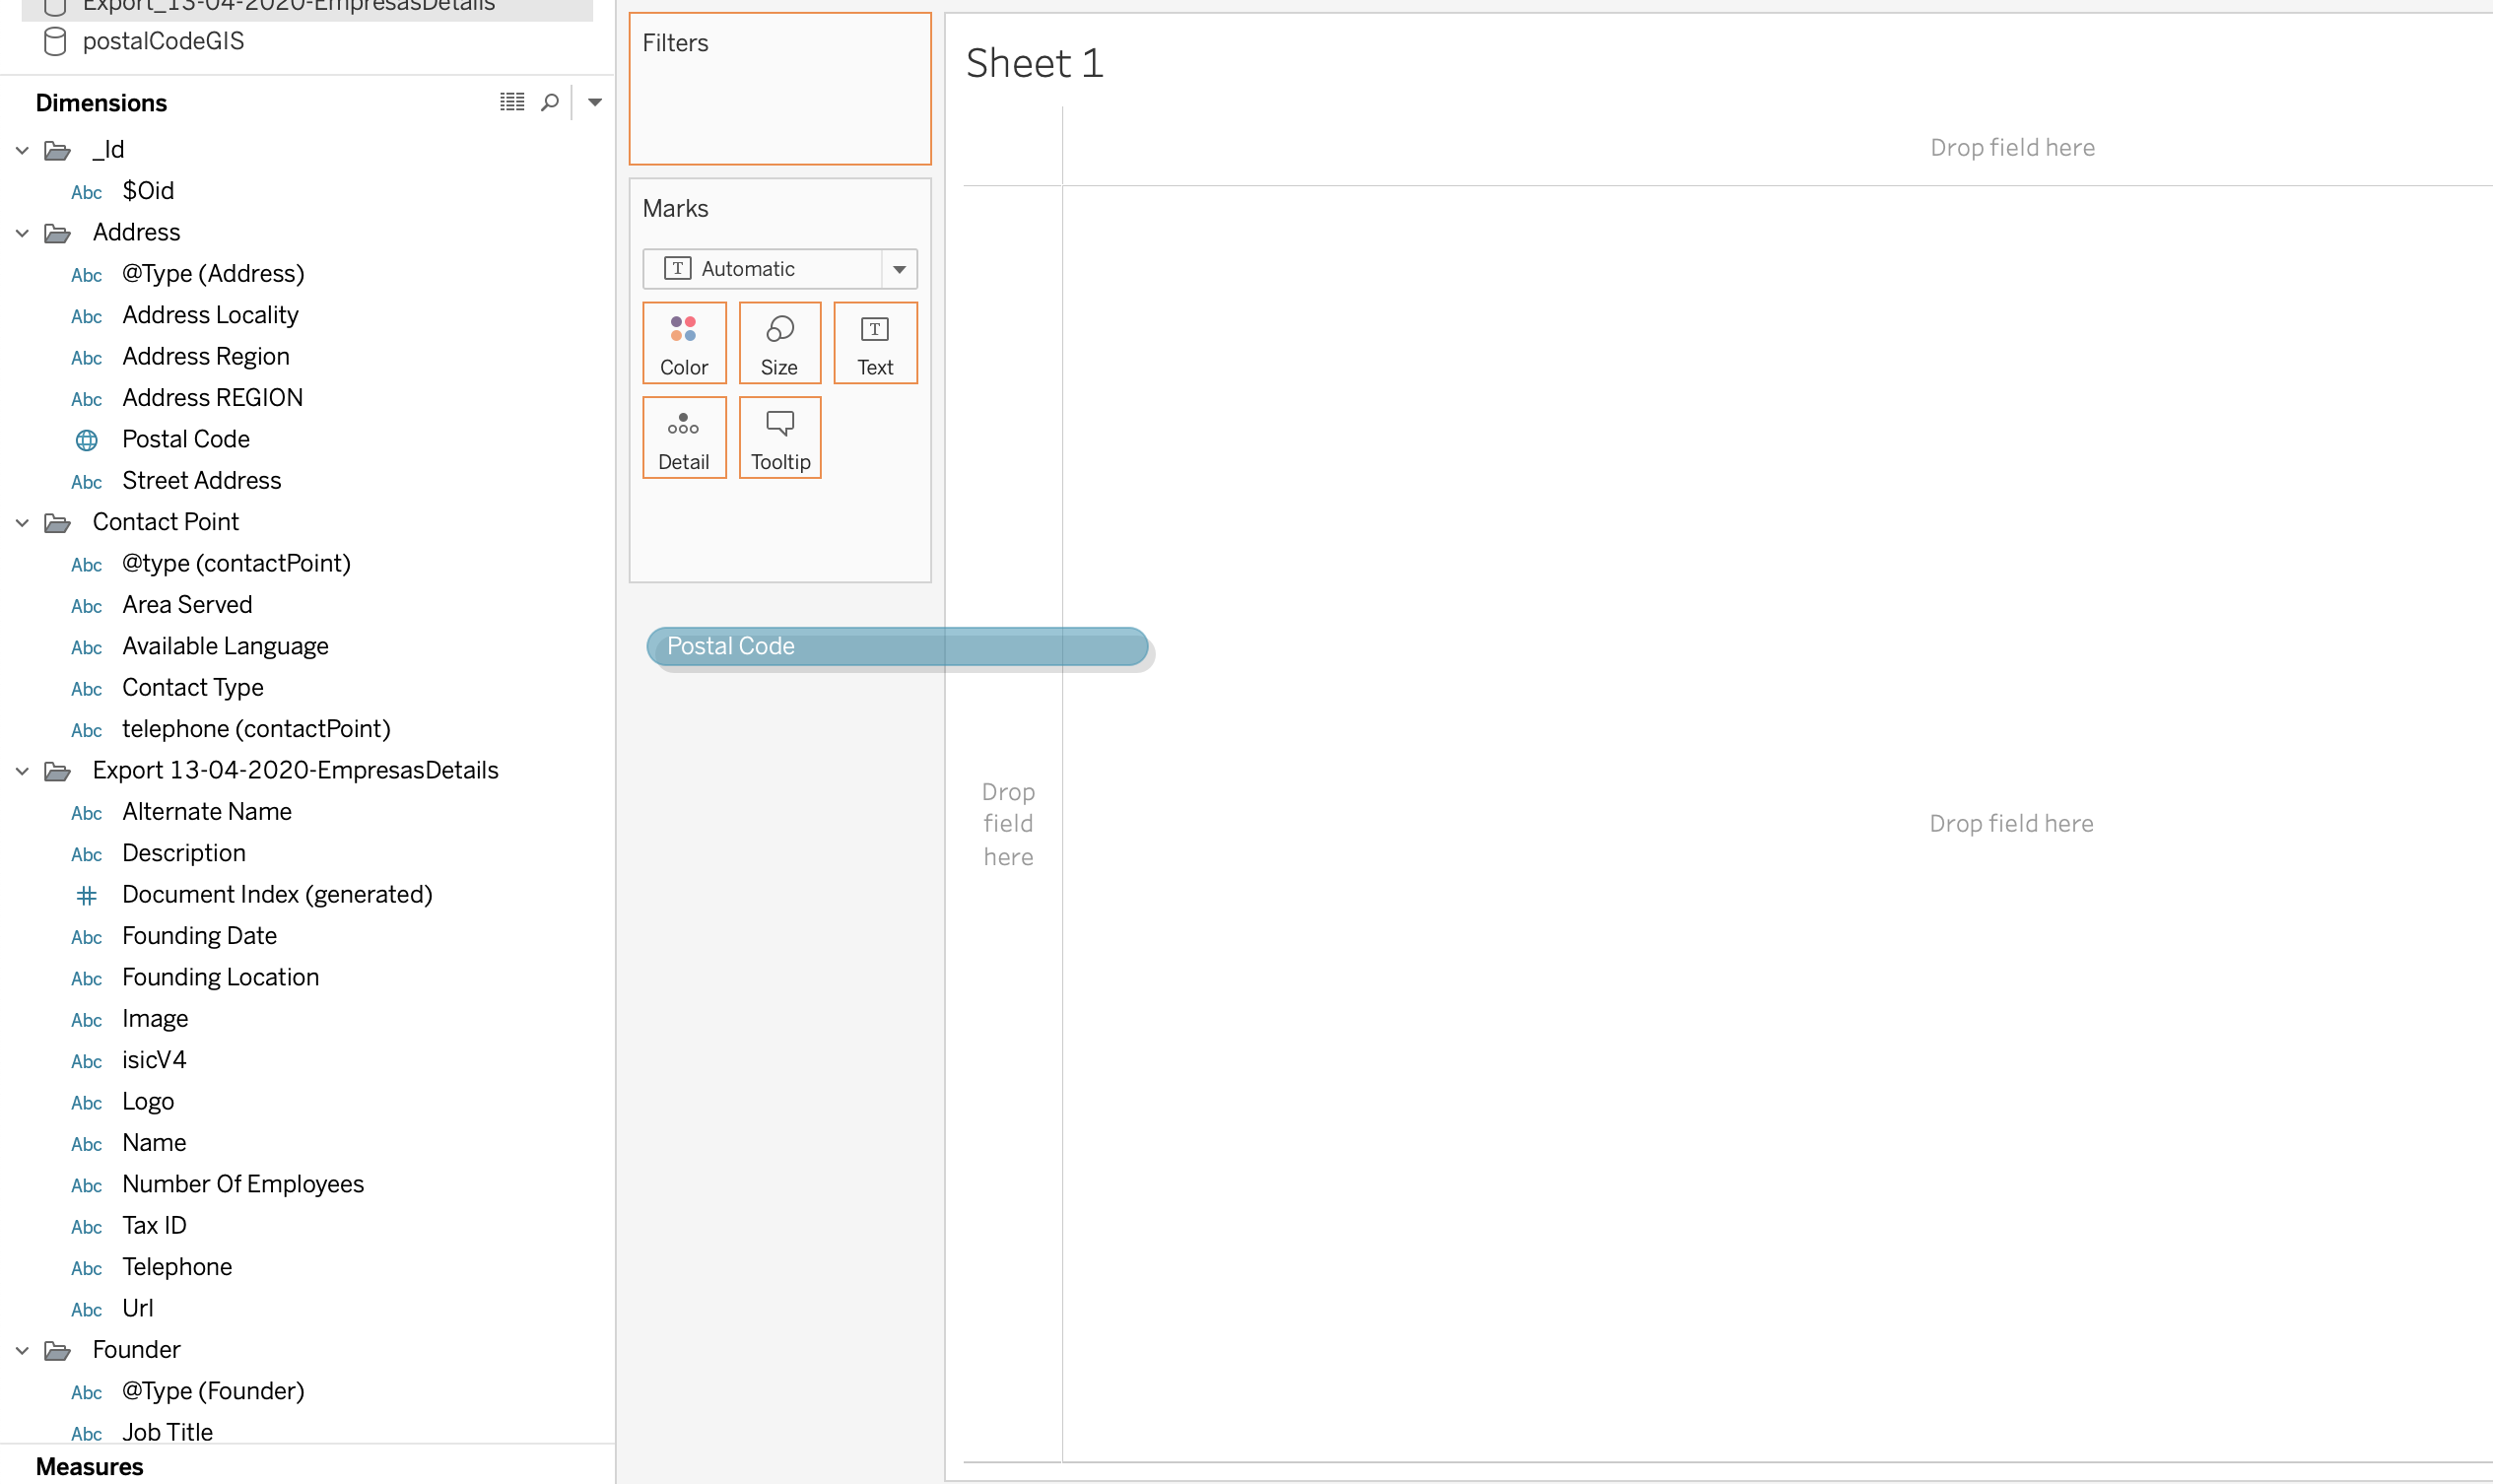 Export_13-04-2020-EmpresasDetails
postalCodeGIS
Dimensions
_Id
Abc $Oid
Address
Abc @Type (Address)
Abc Address Locality
Abc Address Region
Abc Address REGION
Postal Code
Abc Street Address
Contact Point
Abc @type (contactPoint)
Abc Area Served
Abc Available Language
Abc Contact Type
Abc telephone (contactPoint)
Export 13-04-2020-EmpresasDetails
Abc Alternate Name
Abc Description
# Document Index (generated)
Abc Founding Date
Abc Founding Location
Abc Image
Abc isicV4
Abc Logo
Abc Name
Abc Number Of Employees
Abc Tax ID
Abc Telephone
Abc Url
Founder
Abc @Type (Founder)
Abc Job Title
Measures
Filters
Marks
T Automatic
Color
Size
T
Text
Detail
Tooltip
Postal Code
Sheet 1
Drop field here
Drop
field
here
Drop field here